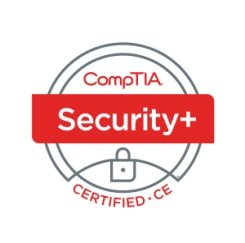 CompTIA.
Security+
CERTIFIED • CE